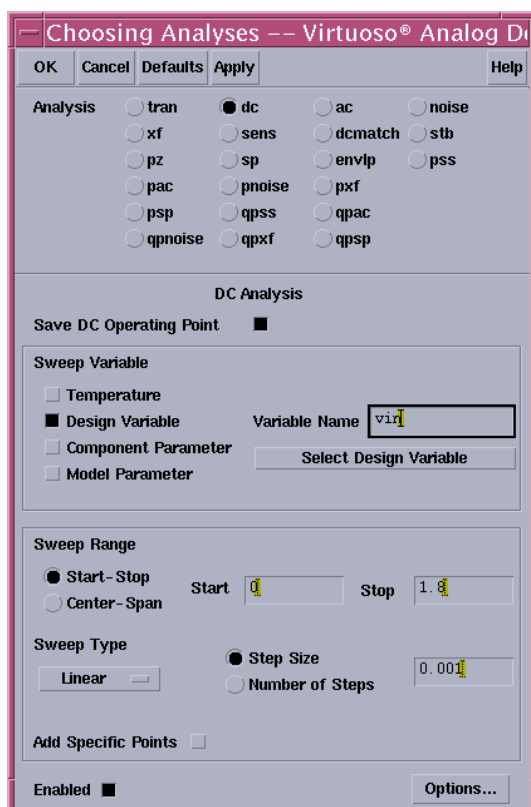 Choosing Analyses -- Virtuoso® Analog De
OK Cancel Defaults Apply Help
Analysis tran dc ac noise
xf sens dcmatch stb
pz sp envlp pss
pac pnoise pxf
psp qpss qpac
qpnoise qpxf qpsp
DC Analysis
Save DC Operating Point
Sweep Variable
Temperature
Design Variable Variable Name vin
Component Parameter Select Design Variable
Model Parameter
Sweep Range
Start-Stop Start 0 Stop 1.8
Center-Span
Sweep Type
Step Size 0.001
Linear Number of Steps
Add Specific Points
Enabled Options...